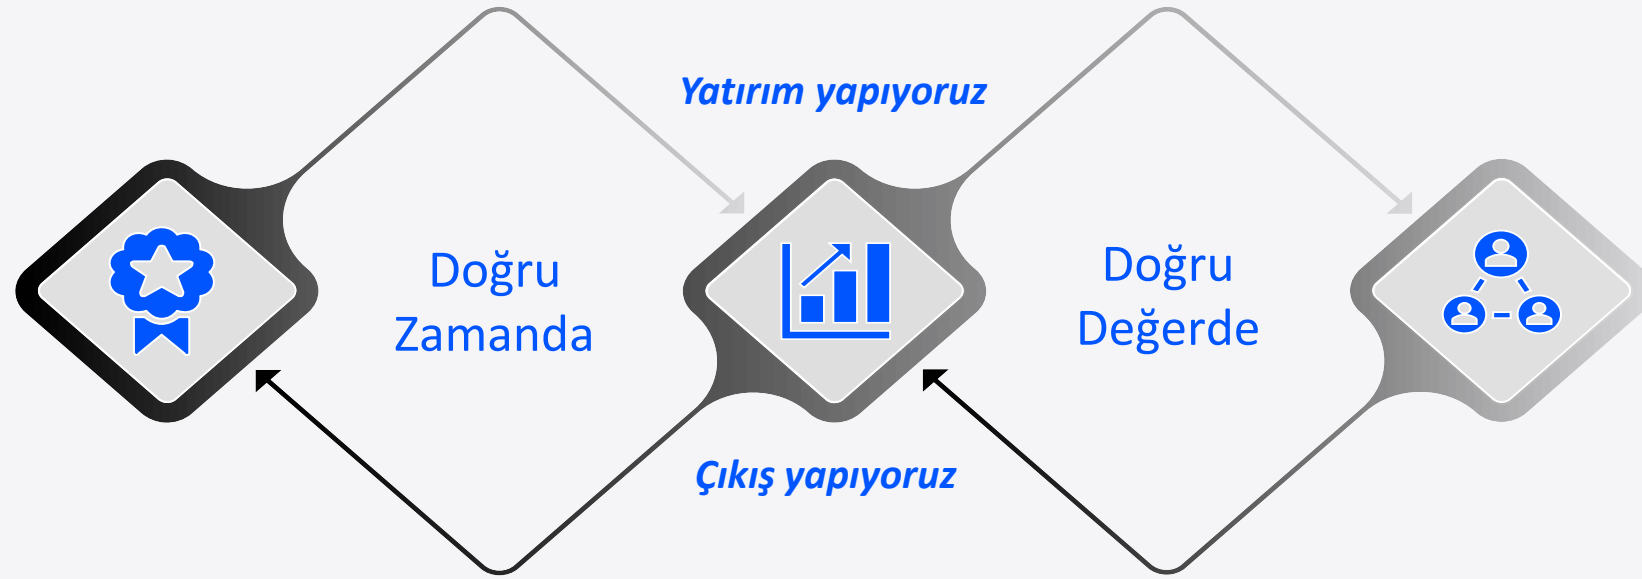 Yatırım yapıyoruz
Doğru
Zamanda
Doğru
Değerde
Çıkış yapıyoruz